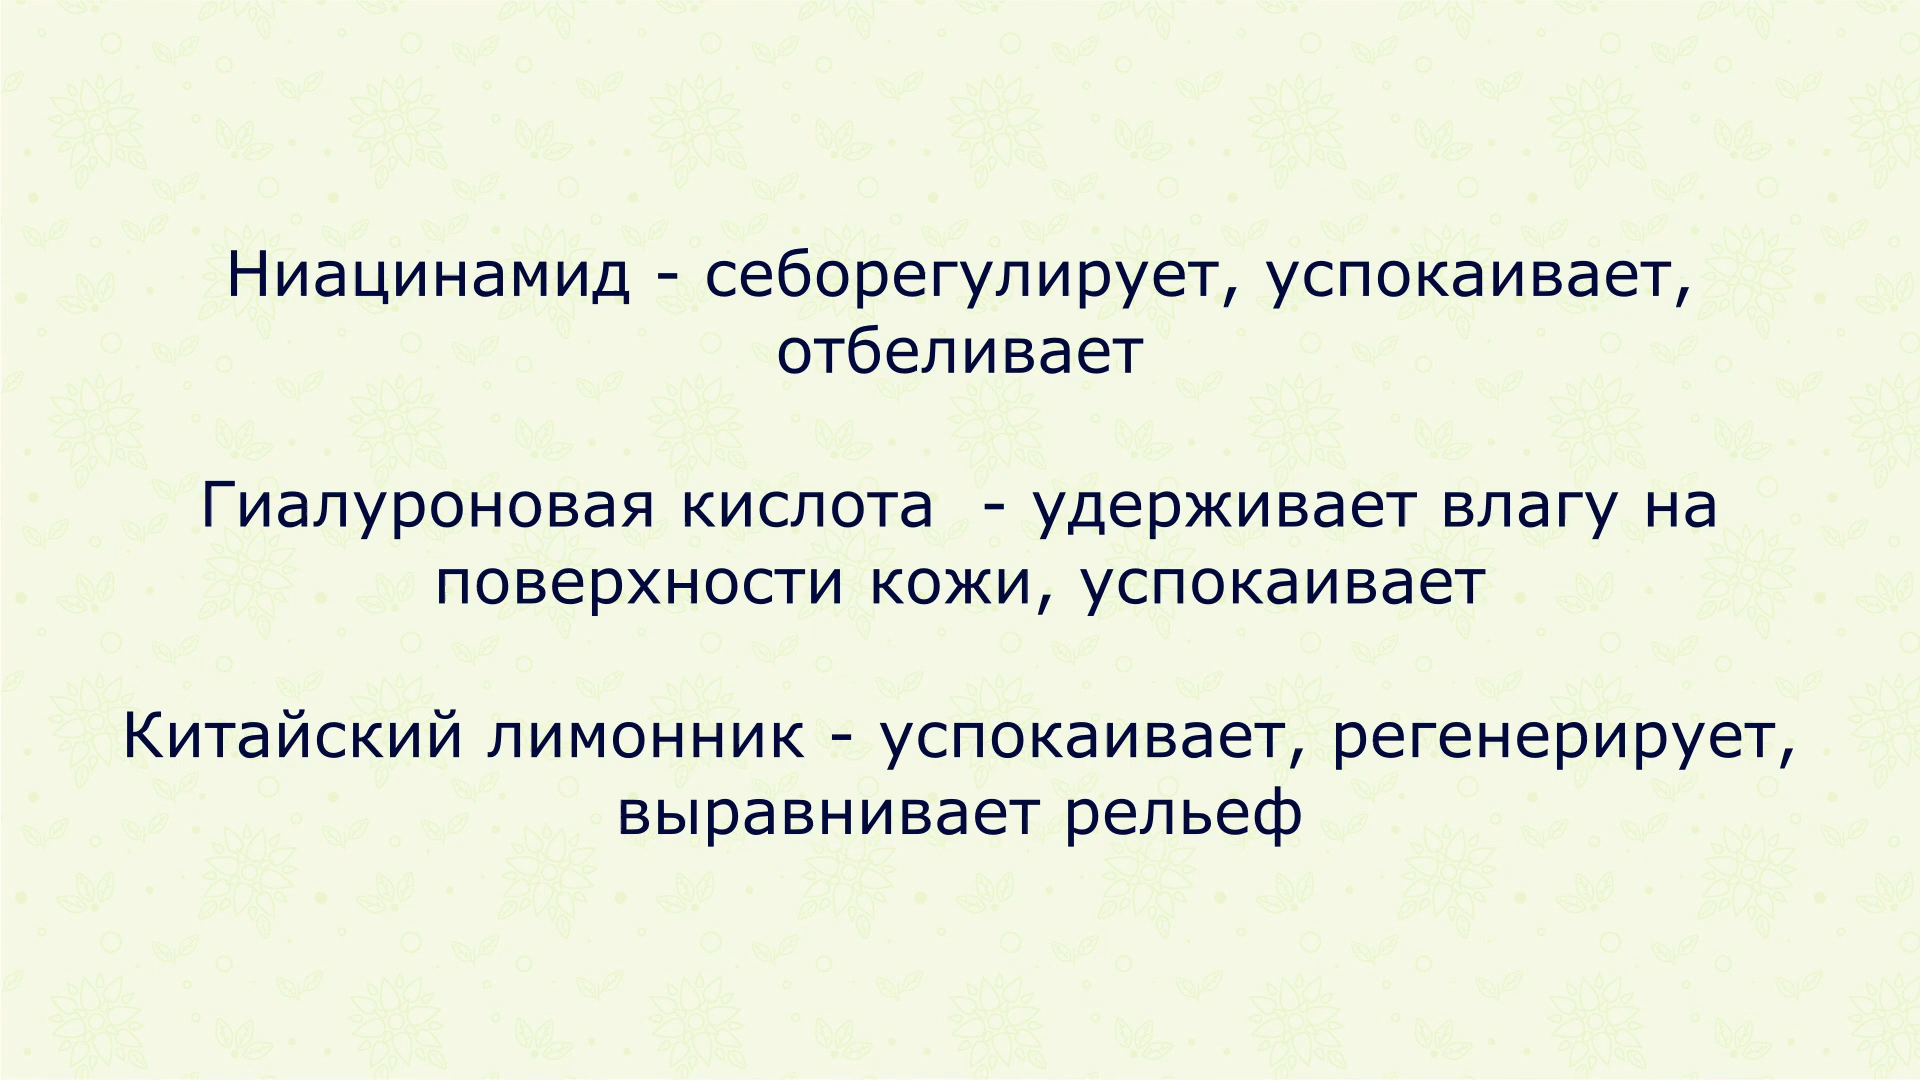 Ниацинамид - себорегулирует, успокаивает,
отбеливает
Гиалуроновая кислота  - удерживает влагу на
поверхности кожи, успокаивает
Китайский лимонник - успокаивает, регенерирует,
выравнивает рельеф